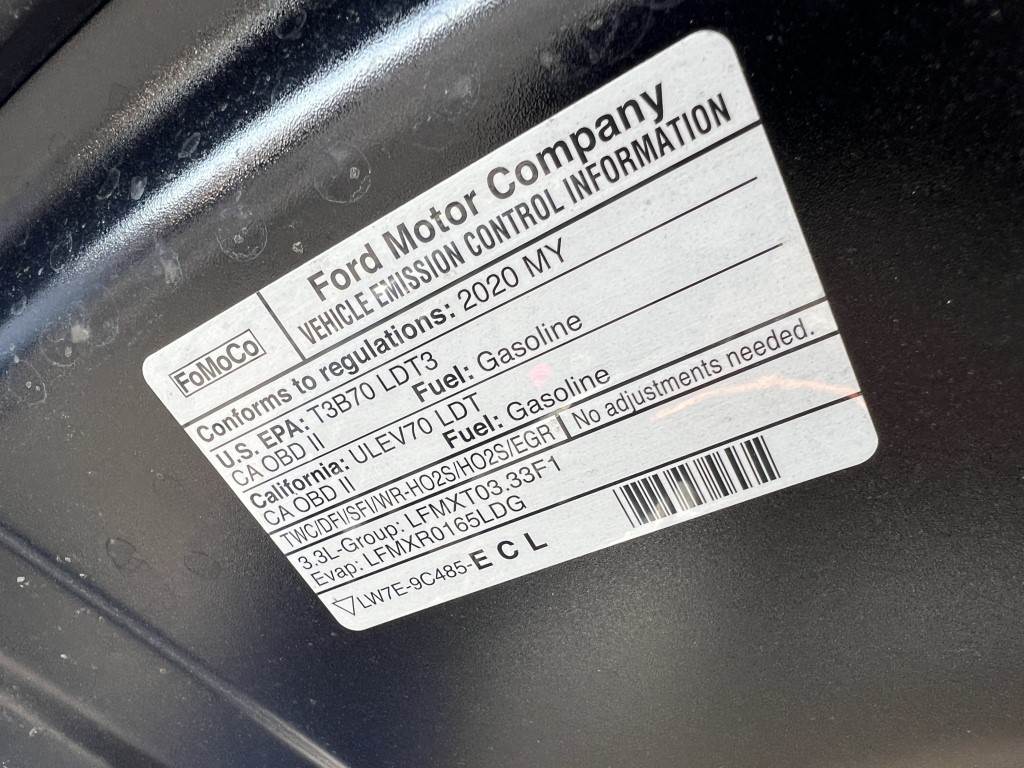 FoMoCo
Ford Motor Company
VEHICLE EMISSION CONTROL INFORMATION
Conforms to regulations: 2020 MY
U.S. EPA: T3B70 LDT3
CA OBD II Fuel: Gasoline
California: ULEV70 LDT
CA OBD II Fuel: Gasoline
TWC/DFI/SFI/WR-HO2S/HO2S/EGR No adjustments needed.
3.3L-Group: LFMXT03.33F1
Evap: LFMXR0165LDG
LW7E-9C485-ECL